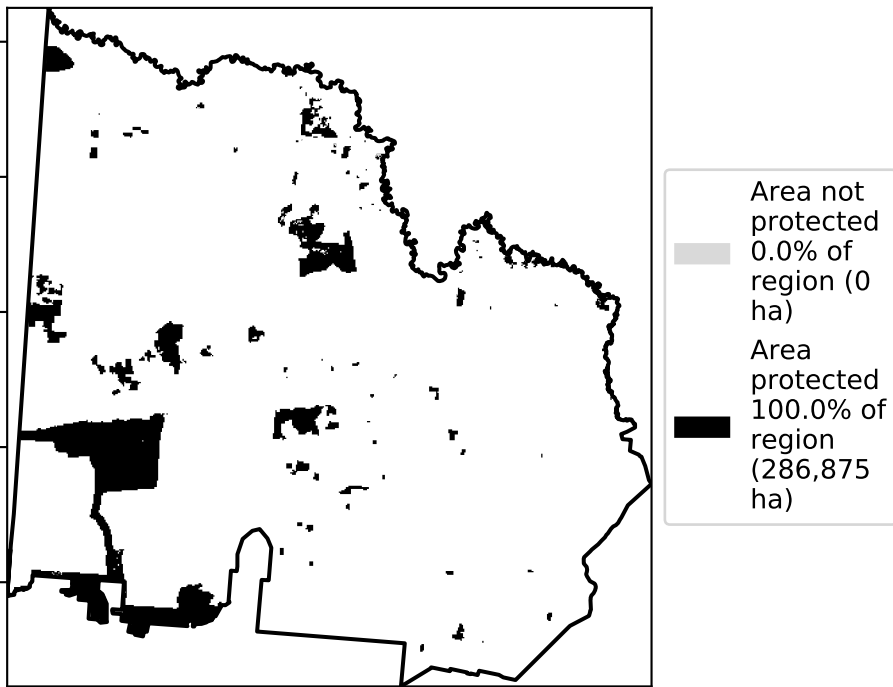 Area not
protected
0.0% of
region (0
ha)
Area
protected
100.0% of
region
(286,875
ha)